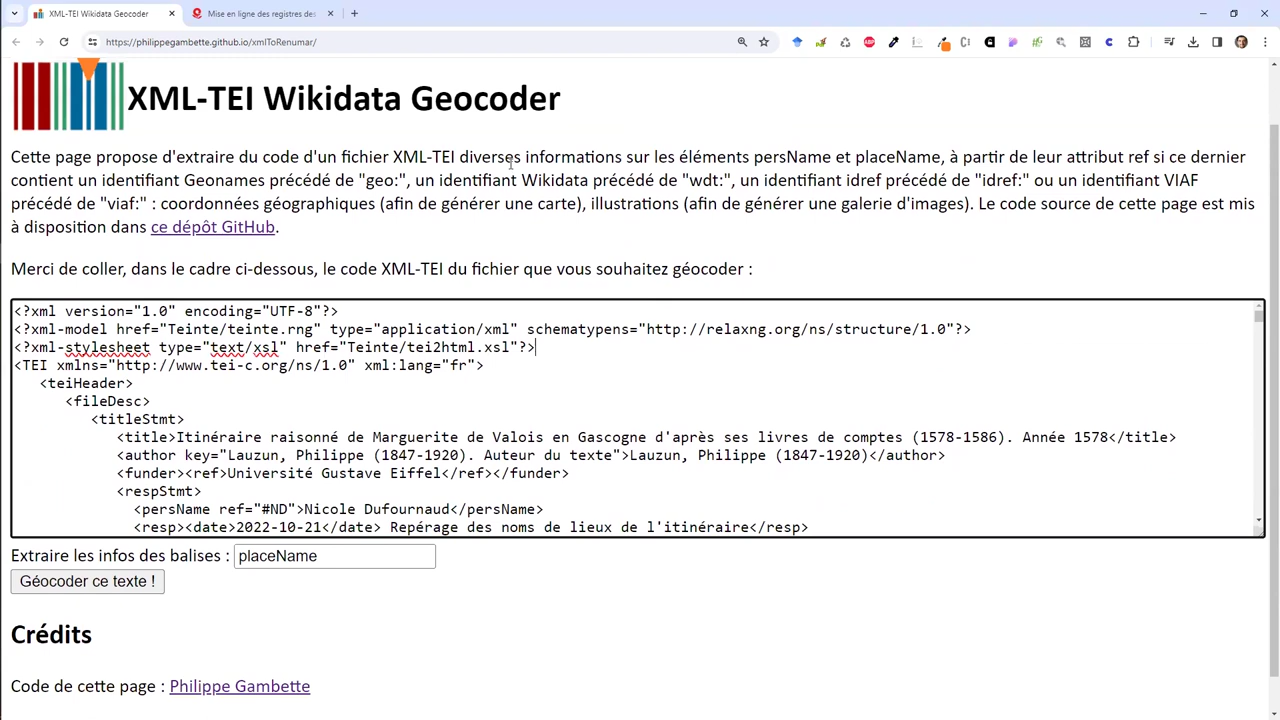 XML-TEI Wikidata Geocoder
Mise en ligne des registres des
https://philippegambette.github.io/xmlToRenumar/
XML-TEI Wikidata Geocoder
Cette page propose d'extraire du code d'un fichier XML-TEI diverses informations sur les éléments persName et placeName, à partir de leur attribut ref si ce dernier
contient un identifiant Geonames précédé de "geo:", un identifiant Wikidata précédé de "wdt:", un identifiant idref précédé de "idref:" ou un identifiant VIAF
précédé de "viaf:" : coordonnées géographiques (afin de générer une carte), illustrations (afin de générer une galerie d'images). Le code source de cette page est mis
à disposition dans ce dépôt GitHub.
Merci de coller, dans le cadre ci-dessous, le code XML-TEI du fichier que vous souhaitez géocoder :
<?xml version="1.0" encoding="UTF-8"?>
<?xml-model href="Teinte/teinte.rng" type="application/xml" schematypens="http://relaxng.org/ns/structure/1.0"?>
<?xml-stylesheet type="text/xsl" href="Teinte/tei2html.xsl"?>
<TEI xmlns="http://www.tei-c.org/ns/1.0" xml:lang="fr">
<teiHeader>
<fileDesc>
<titleStmt>
<title>Itinéraire raisonné de Marguerite de Valois en Gascogne d'après ses livres de comptes (1578-1586). Année 1578</title>
<author key="Lauzun, Philippe (1847-1920). Auteur du texte">Lauzun, Philippe (1847-1920)</author>
<funder><ref>Université Gustave Eiffel</ref></funder>
<respStmt>
<persName ref="#ND">Nicole Dufournaud</persName>
<resp><date>2022-10-21</date> Repérage des noms de lieux de l'itinéraire</resp>
Extraire les infos des balises : placeName
Géocoder ce texte !
Crédits
Code de cette page : Philippe Gambette